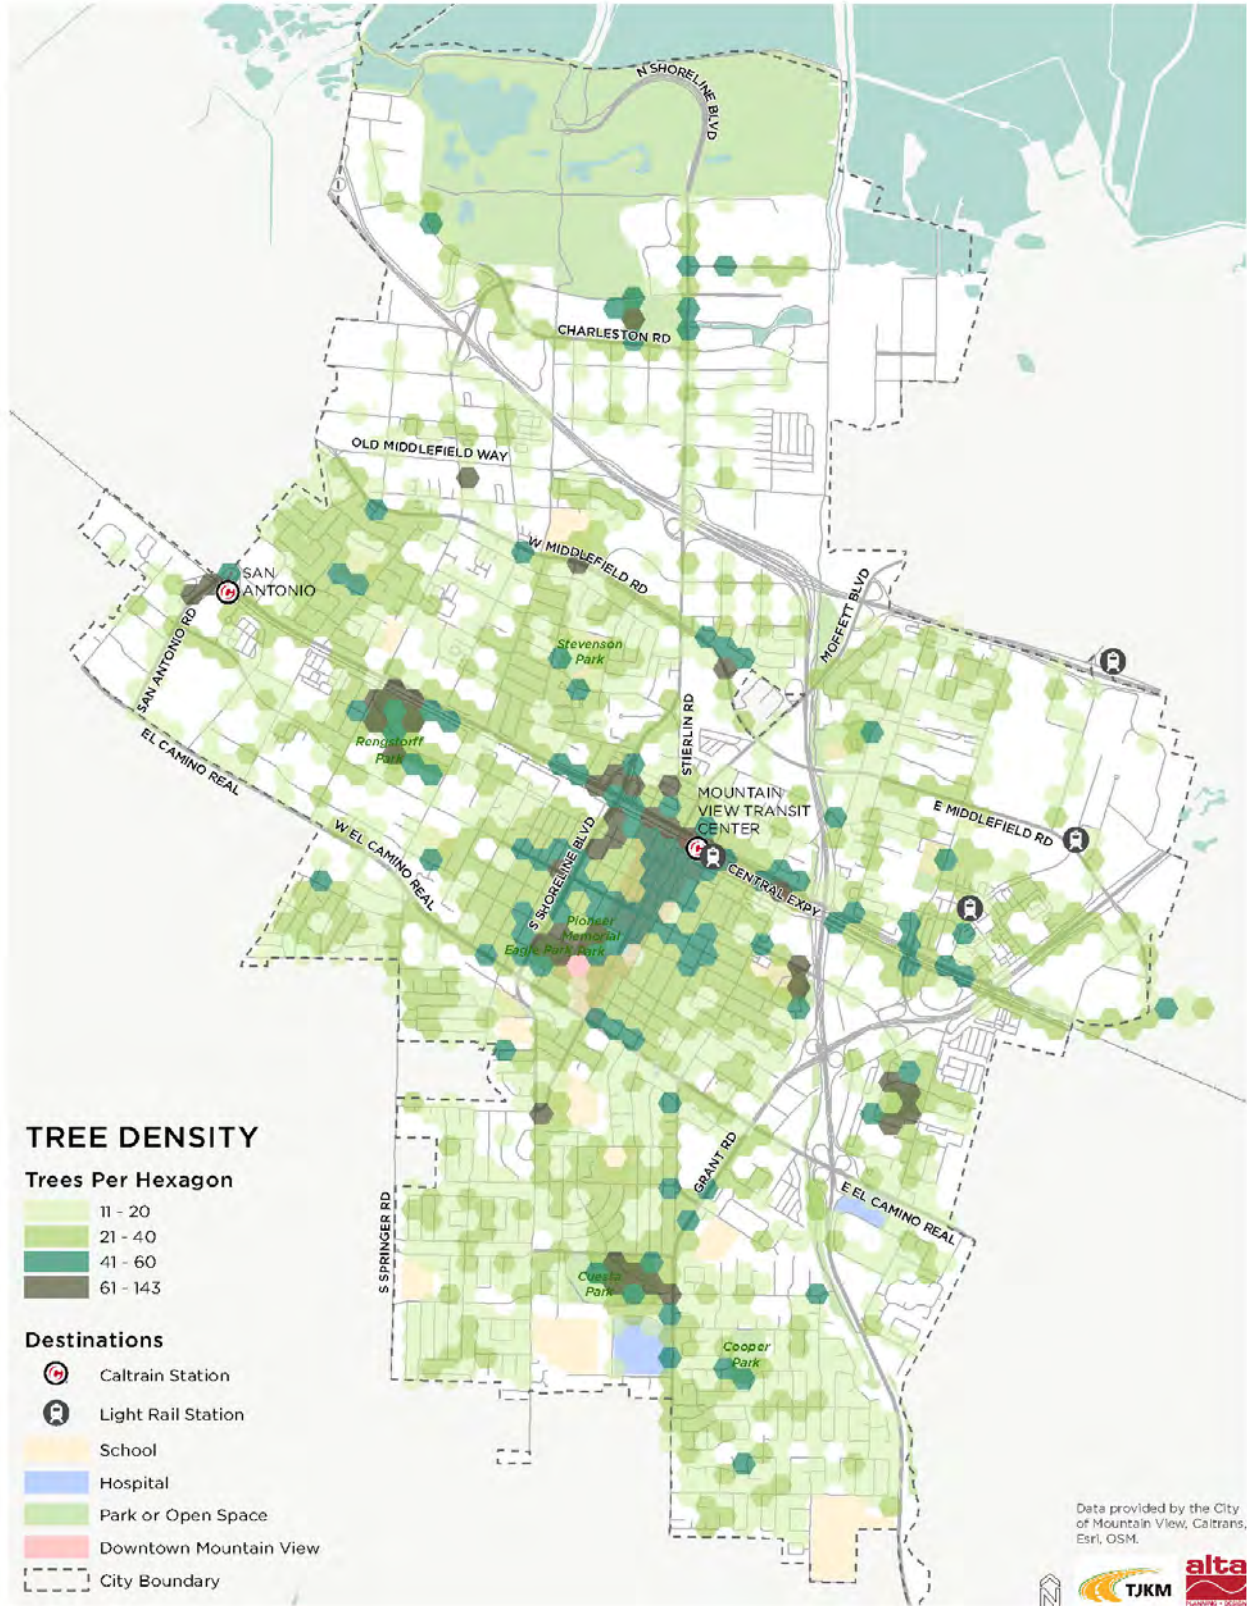 N SHORELINE BLVD
CHARLESTON RD
OLD MIDDLEFIELD WAY
W MIDDLEFIELD RD
SAN
ANTONIO
MOFFETT BLVD
Stevenson
Park
SAN ANTONIO RD
STIERLIN RD
Rengstorff
Park
EL CAMINO REAL
MOUNTAIN
VIEW TRANSIT
CENTER
E MIDDLEFIELD RD
W EL CAMINO REAL
S SHORELINE BLVD
CENTRAL EXPY
Pioneer
Memorial
Park
Eagle Park
TREE DENSITY
Trees Per Hexagon
11 - 20
21 - 40
41 - 60
61 - 143
GRANT RD
S SPRINGER RD
E EL CAMINO REAL
Cuesta
Park
Cooper
Park
Destinations
Caltrain Station
Light Rail Station
School
Hospital
Park or Open Space
Downtown Mountain View
City Boundary
Data provided by the City
of Mountain View, Caltrans,
Esri, OSM.
N
TJKM
alta
PLANNING + DESIGN